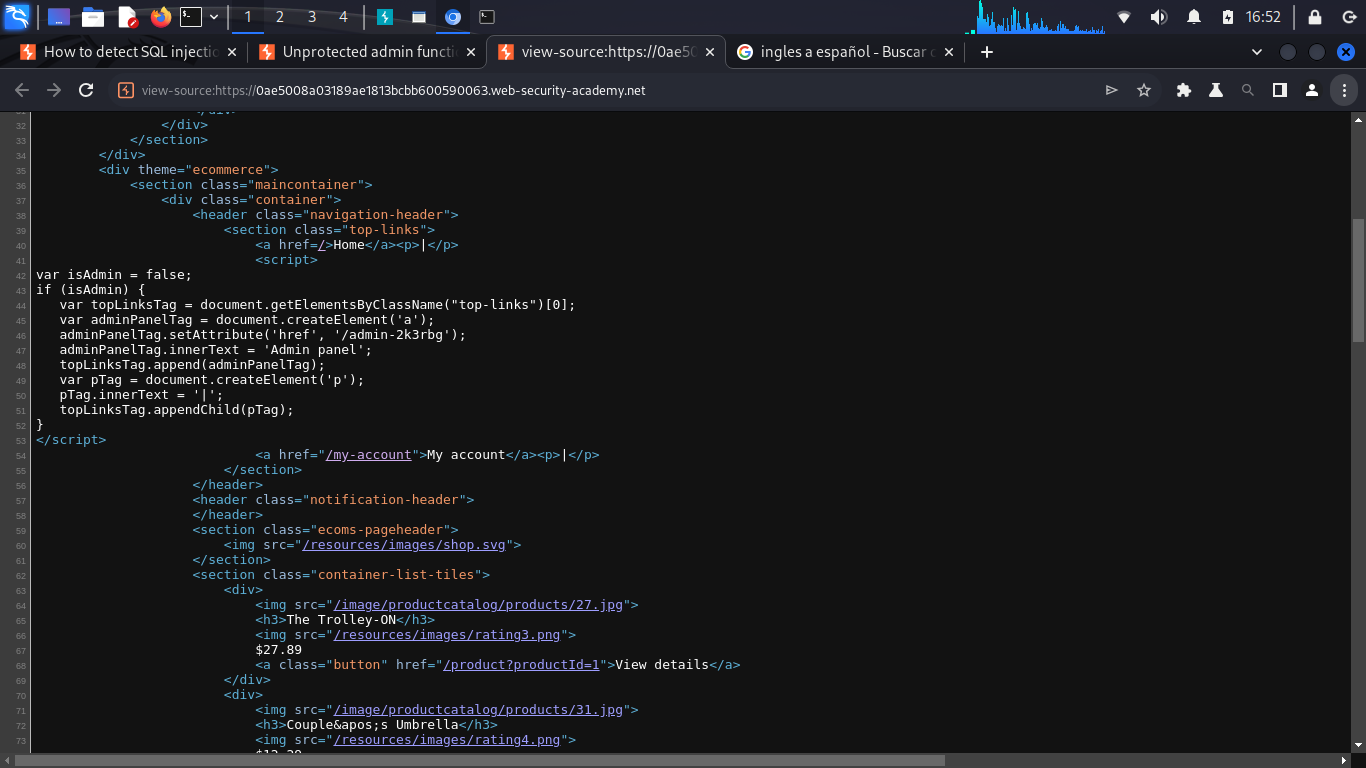 1 2 3 4 16:52
How to detect SQL injectio Unprotected admin functi view-source:https://0ae50 ingles a español - Buscar c
view-source:https://0ae5008a03189ae1813bcbb600590063.web-security-academy.net
31 </div>
32 </div>
33 </section>
34 </div>
35 <div theme="ecommerce">
36 <section class="maincontainer">
37 <div class="container">
38 <header class="navigation-header">
39 <section class="top-links">
40 <a href=/>Home</a><p>|</p>
41 <script>
42 var isAdmin = false;
43 if (isAdmin) {
44 var topLinksTag = document.getElementsByClassName("top-links")[0];
45 var adminPanelTag = document.createElement('a');
46 adminPanelTag.setAttribute('href', '/admin-2k3rbg');
47 adminPanelTag.innerText = 'Admin panel';
48 topLinksTag.append(adminPanelTag);
49 var pTag = document.createElement('p');
50 pTag.innerText = '|';
51 topLinksTag.appendChild(pTag);
52 }
53 </script>
54 <a href="/my-account">My account</a><p>|</p>
55 </section>
56 </header>
57 <header class="notification-header">
58 </header>
59 <section class="ecoms-pageheader">
60 <img src="/resources/images/shop.svg">
61 </section>
62 <section class="container-list-tiles">
63 <div>
64 <img src="/image/productcatalog/products/27.jpg">
65 <h3>The Trolley-ON</h3>
66 <img src="/resources/images/rating3.png">
67 $27.89
68 <a class="button" href="/product?productId=1">View details</a>
69 </div>
70 <div>
71 <img src="/image/productcatalog/products/31.jpg">
72 <h3>Couple&apos;s Umbrella</h3>
73 <img src="/resources/images/rating4.png">